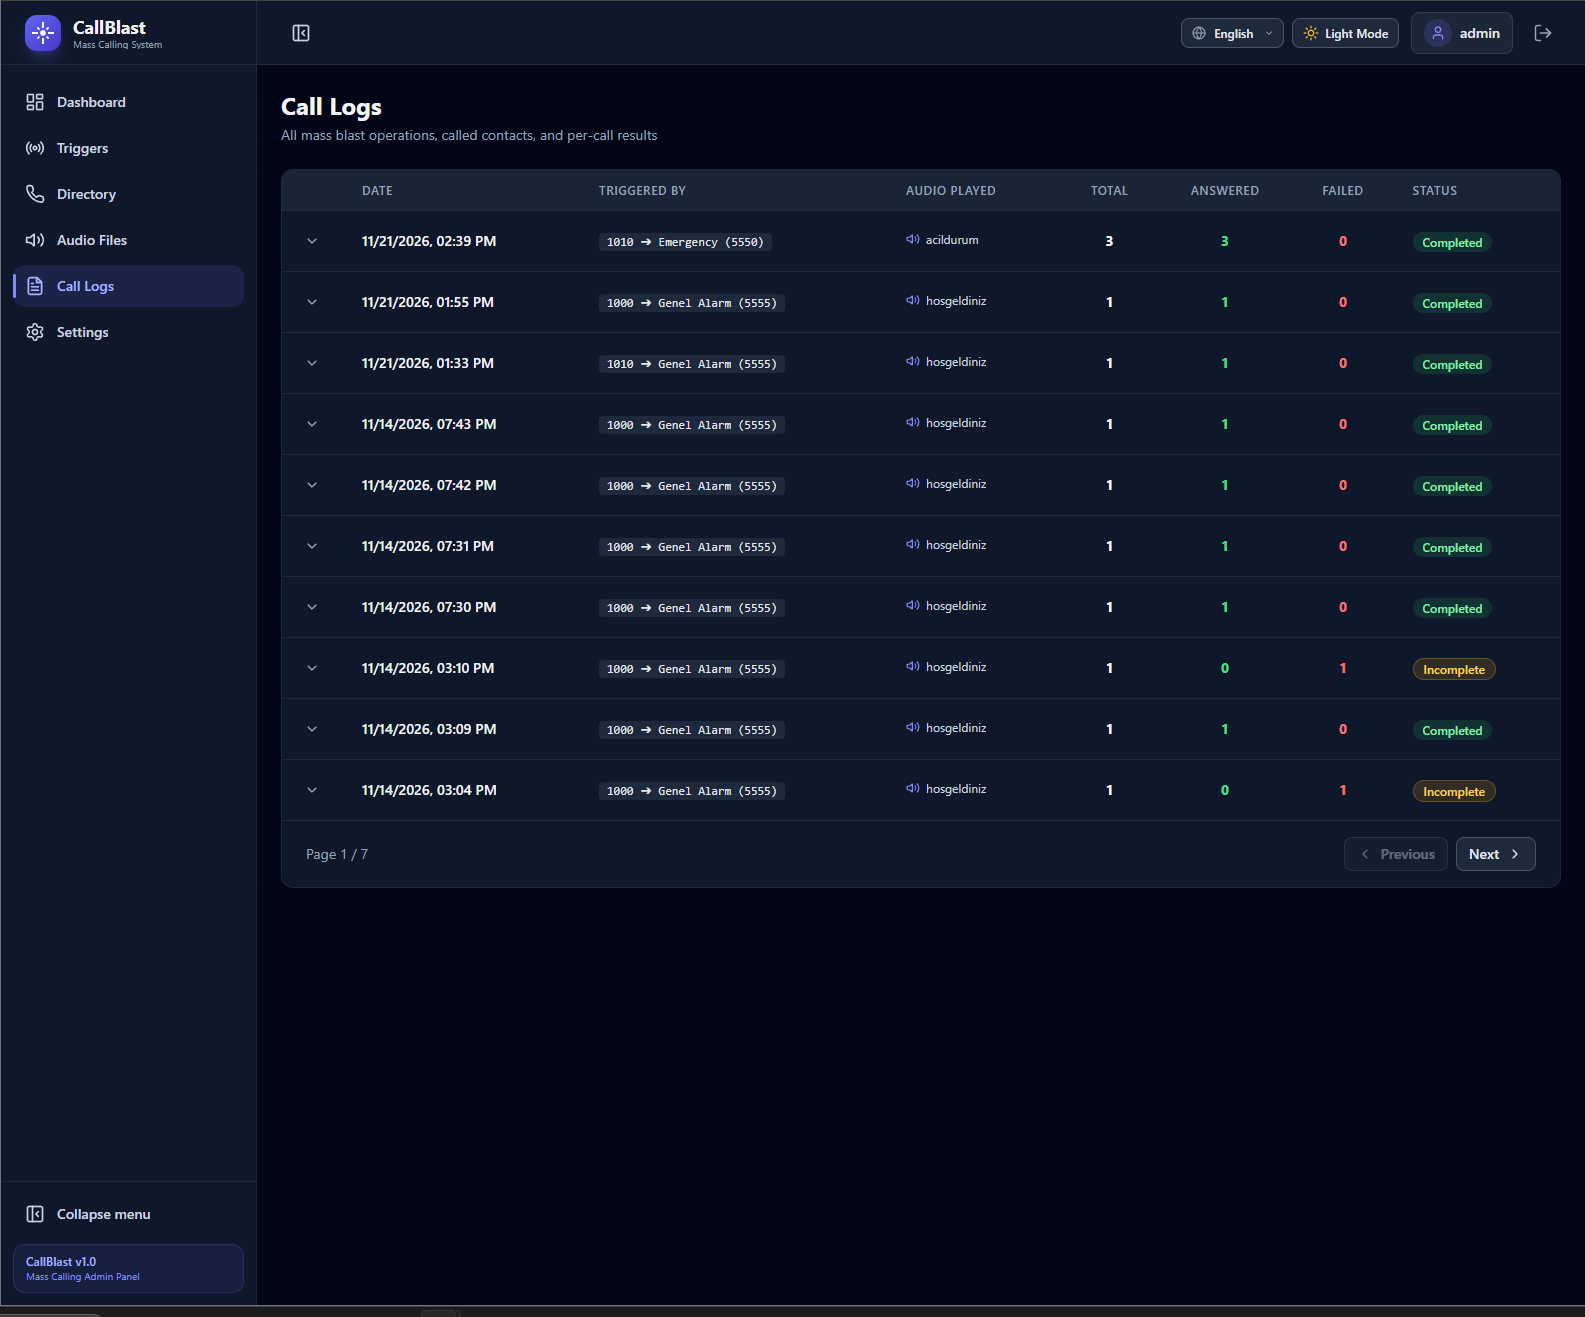 CallBlast
Mass Calling System
English
Light Mode
admin
Dashboard
Triggers
Directory
Audio Files
Call Logs
Settings
Call Logs
All mass blast operations, called contacts, and per-call results
DATE TRIGGERED BY AUDIO PLAYED TOTAL ANSWERED FAILED STATUS
11/21/2026, 02:39 PM 1010 ➔ Emergency (5550) acildurum 3 3 0 Completed
11/21/2026, 01:55 PM 1000 ➔ Genel Alarm (5555) hosgeldiniz 1 1 0 Completed
11/21/2026, 01:33 PM 1010 ➔ Genel Alarm (5555) hosgeldiniz 1 1 0 Completed
11/14/2026, 07:43 PM 1000 ➔ Genel Alarm (5555) hosgeldiniz 1 1 0 Completed
11/14/2026, 07:42 PM 1000 ➔ Genel Alarm (5555) hosgeldiniz 1 1 0 Completed
11/14/2026, 07:31 PM 1000 ➔ Genel Alarm (5555) hosgeldiniz 1 1 0 Completed
11/14/2026, 07:30 PM 1000 ➔ Genel Alarm (5555) hosgeldiniz 1 1 0 Completed
11/14/2026, 03:10 PM 1000 ➔ Genel Alarm (5555) hosgeldiniz 1 0 1 Incomplete
11/14/2026, 03:09 PM 1000 ➔ Genel Alarm (5555) hosgeldiniz 1 1 0 Completed
11/14/2026, 03:04 PM 1000 ➔ Genel Alarm (5555) hosgeldiniz 1 0 1 Incomplete
Page 1 / 7 Previous Next
Collapse menu
CallBlast v1.0
Mass Calling Admin Panel